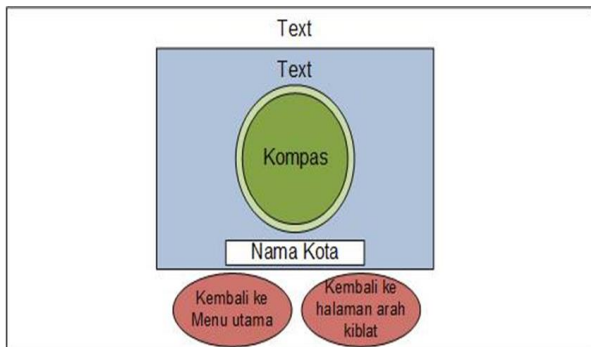 Text
Text
Kompas
Nama Kota
Kembali ke
Menu utama
Kembali ke
halaman arah
kiblat